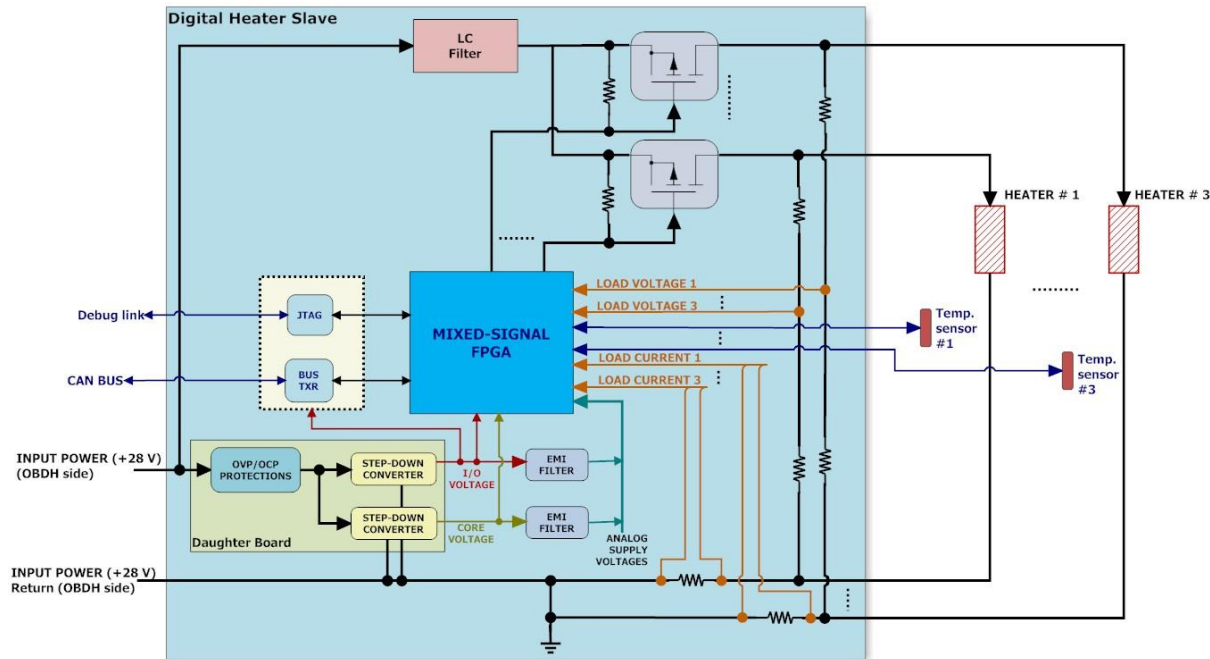 Digital Heater Slave
LC
Filter
HEATER # 1
HEATER # 3
LOAD VOLTAGE 1
LOAD VOLTAGE 3
Debug link
JTAG
MIXED-SIGNAL
FPGA
Temp.
sensor
#1
Temp.
sensor
#3
LOAD CURRENT 1
LOAD CURRENT 3
CAN BUS
BUS
TXR
INPUT POWER (+28 V)
(OBDH side)
OVP/OCP
PROTECTIONS
STEP-DOWN
CONVERTER
I/O
VOLTAGE
EMI
FILTER
STEP-DOWN
CONVERTER
CORE
VOLTAGE
EMI
FILTER
ANALOG
SUPPLY
VOLTAGES
Daughter Board
INPUT POWER (+28 V)
Return (OBDH side)